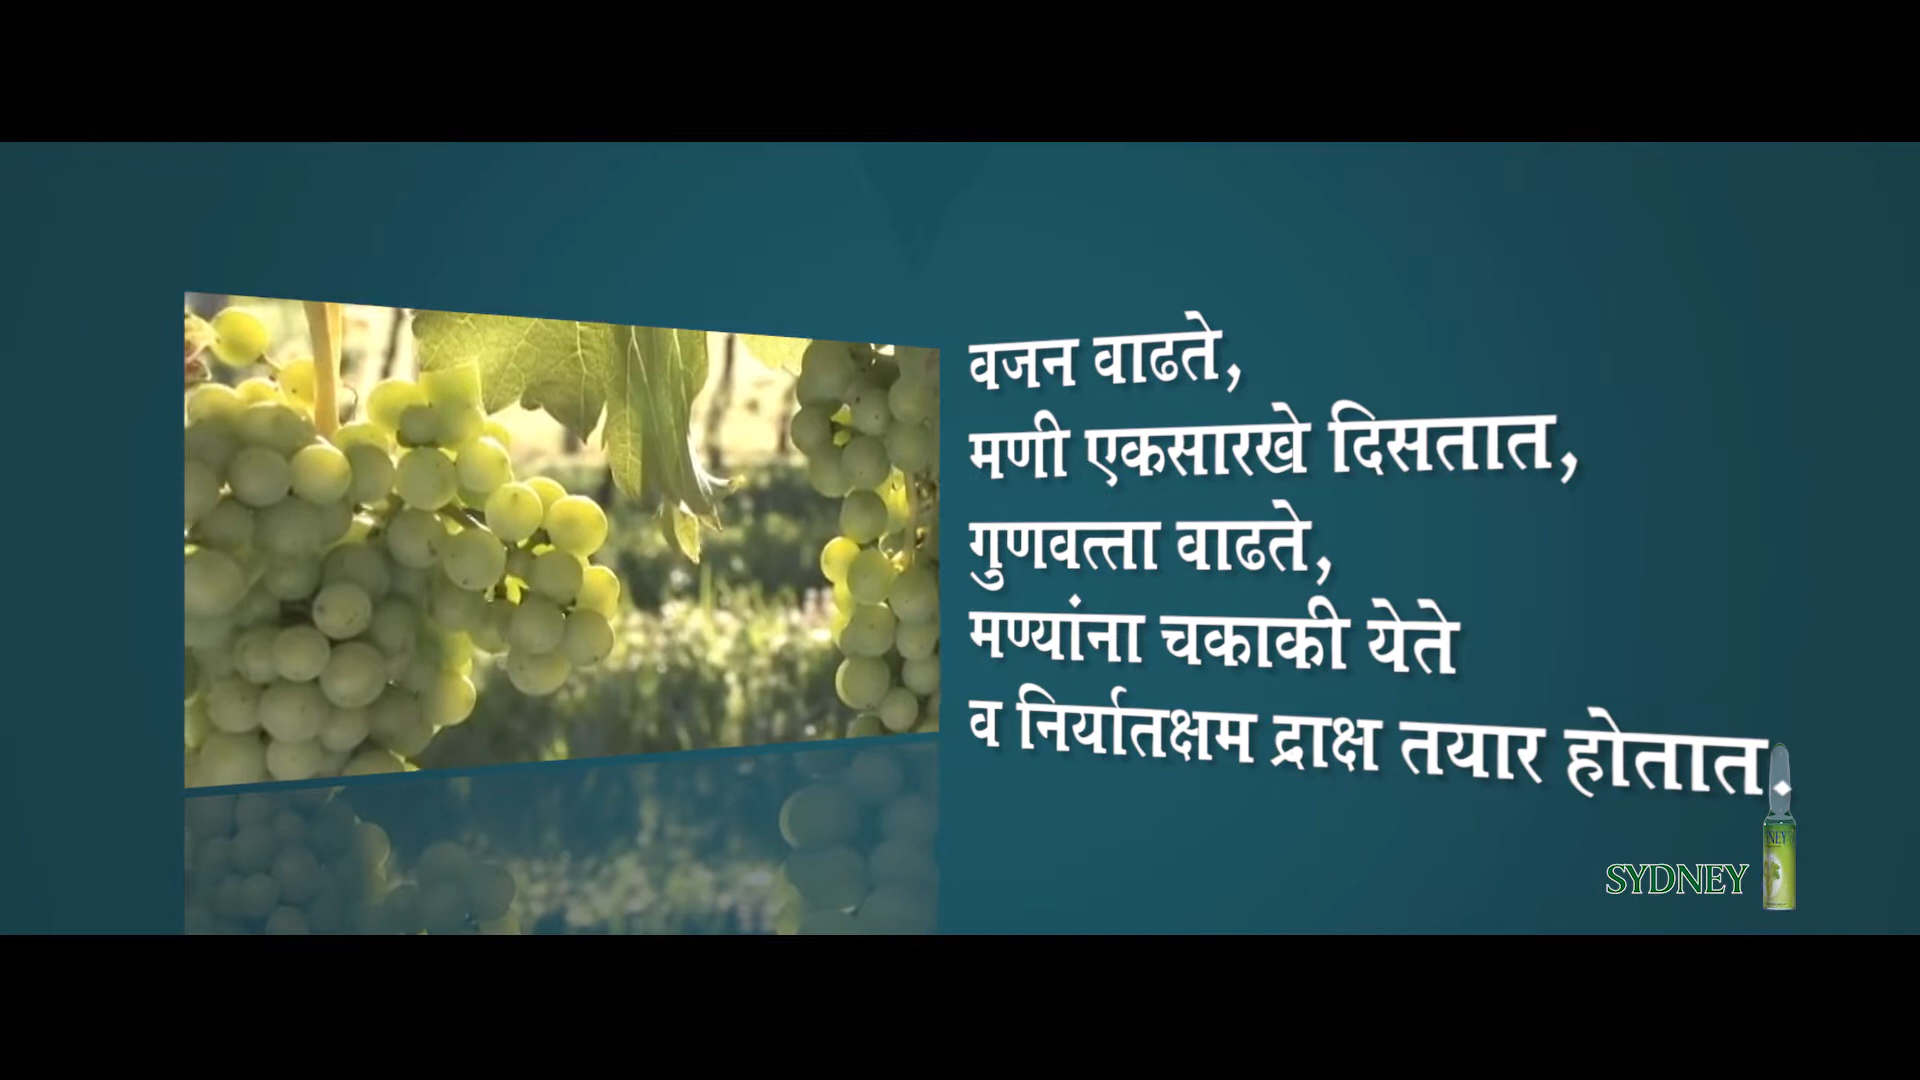 वजन वाढते,
मणी एकसारखे दिसतात,
गुणवत्ता वाढते,
मण्यांना चकाकी येते
व निर्यातक्षम द्राक्ष तयार होतात.
SYDNEY